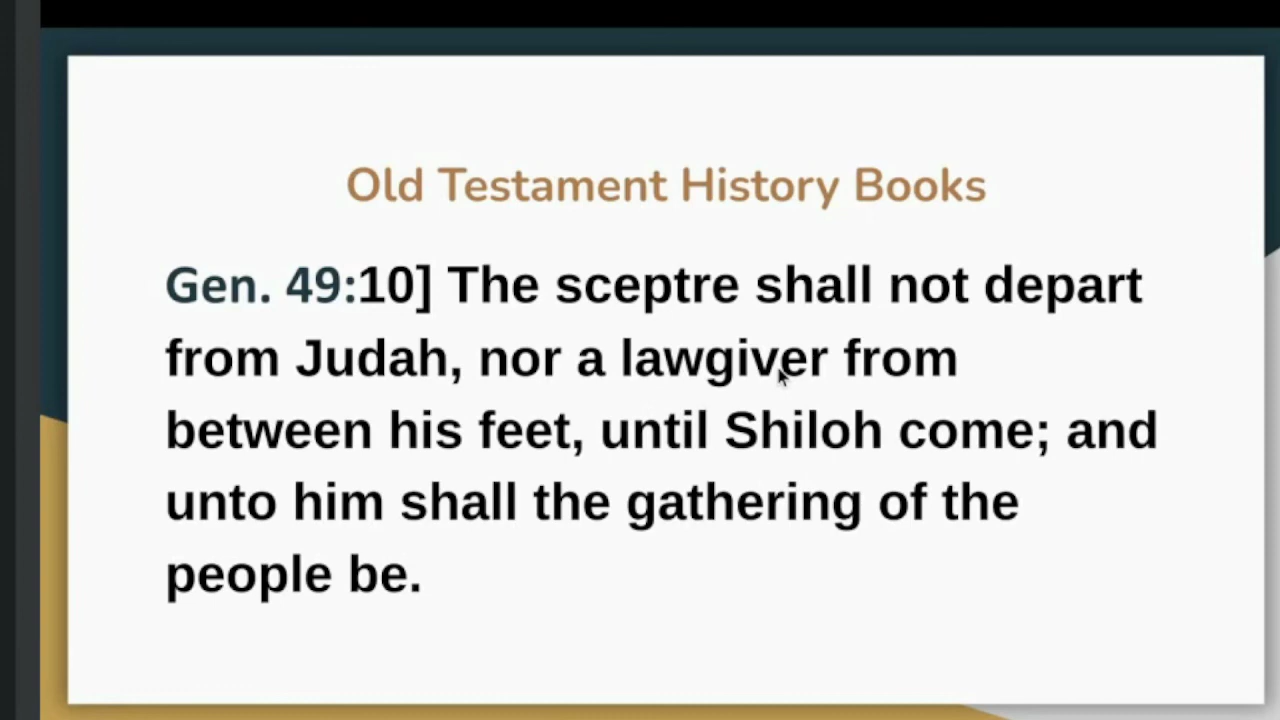 Old Testament History Books
Gen. 49:10] The sceptre shall not depart
from Judah, nor a lawgiver from
between his feet, until Shiloh come; and
unto him shall the gathering of the
people be.